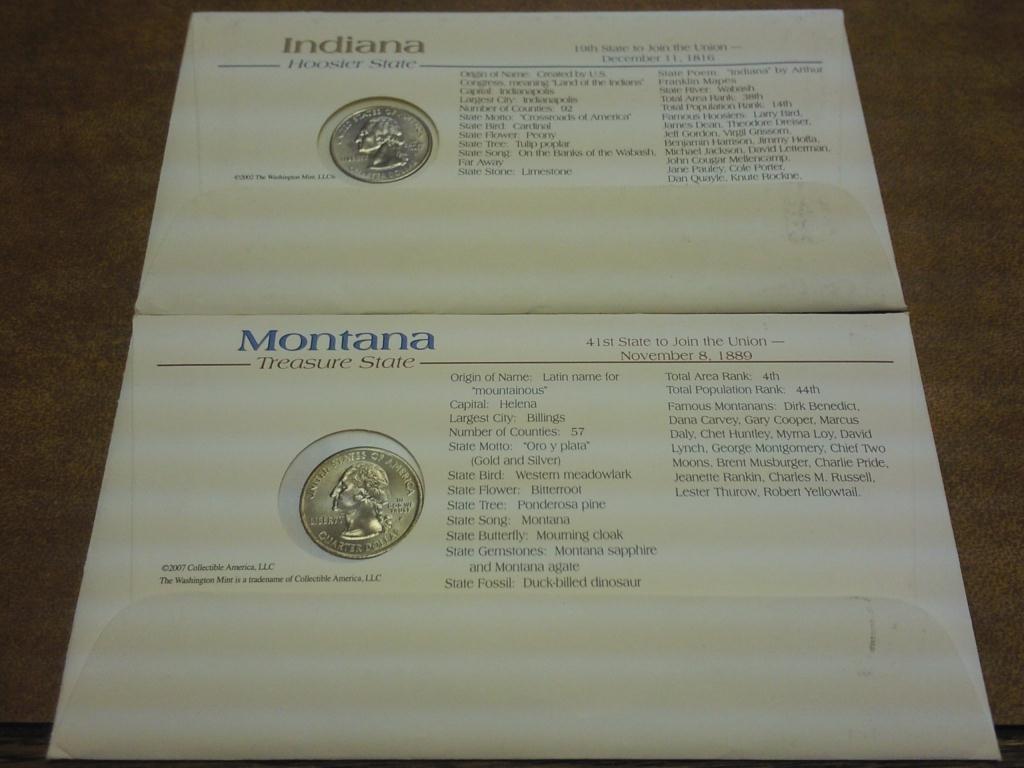 Indiana
Hoosier State
19th State to Join the Union —
December 11, 1816
Origin of Name: Created by U.S.
Congress, meaning "Land of the Indians"
Capital: Indianapolis
Largest City: Indianapolis
Number of Counties: 92
State Motto: "Crossroads of America"
State Bird: Cardinal
State Flower: Peony
State Tree: Tulip poplar
State Song: On the Banks of the Wabash,
Far Away
State Stone: Limestone
State Poem: "Indiana" by Arthur
Franklin Mapes
State River: Wabash
Total Area Rank: 38th
Total Population Rank: 14th
Famous Hoosiers: Larry Bird,
James Dean, Theodore Dreiser,
Jeff Gordon, Virgil Grissom,
Benjamin Harrison, Jimmy Hoffa,
Michael Jackson, David Letterman,
John Cougar Mellencamp,
Jane Pauley, Cole Porter,
Dan Quayle, Knute Rockne,
UNITED STATES OF AMERICA
LIBERTY
QUARTER DOLLAR
©2002 The Washington Mint, LLC
Montana
Treasure State
41st State to Join the Union —
November 8, 1889
Origin of Name: Latin name for
"mountainous"
Capital: Helena
Largest City: Billings
Number of Counties: 57
State Motto: "Oro y plata"
(Gold and Silver)
State Bird: Western meadowlark
State Flower: Bitterroot
State Tree: Ponderosa pine
State Song: Montana
State Butterfly: Mourning cloak
State Gemstones: Montana sapphire
and Montana agate
State Fossil: Duck-billed dinosaur
Total Area Rank: 4th
Total Population Rank: 44th
Famous Montanans: Dirk Benedict,
Dana Carvey, Gary Cooper, Marcus
Daly, Chet Huntley, Myrna Loy, David
Lynch, George Montgomery, Chief Two
Moons, Brent Musburger, Charlie Pride,
Jeanette Rankin, Charles M. Russell,
Lester Thurow, Robert Yellowtail.
UNITED STATES OF AMERICA
LIBERTY
IN
GOD WE
TRUST
P
QUARTER DOLLAR
©2007 Collectible America, LLC
The Washington Mint is a tradename of Collectible America, LLC